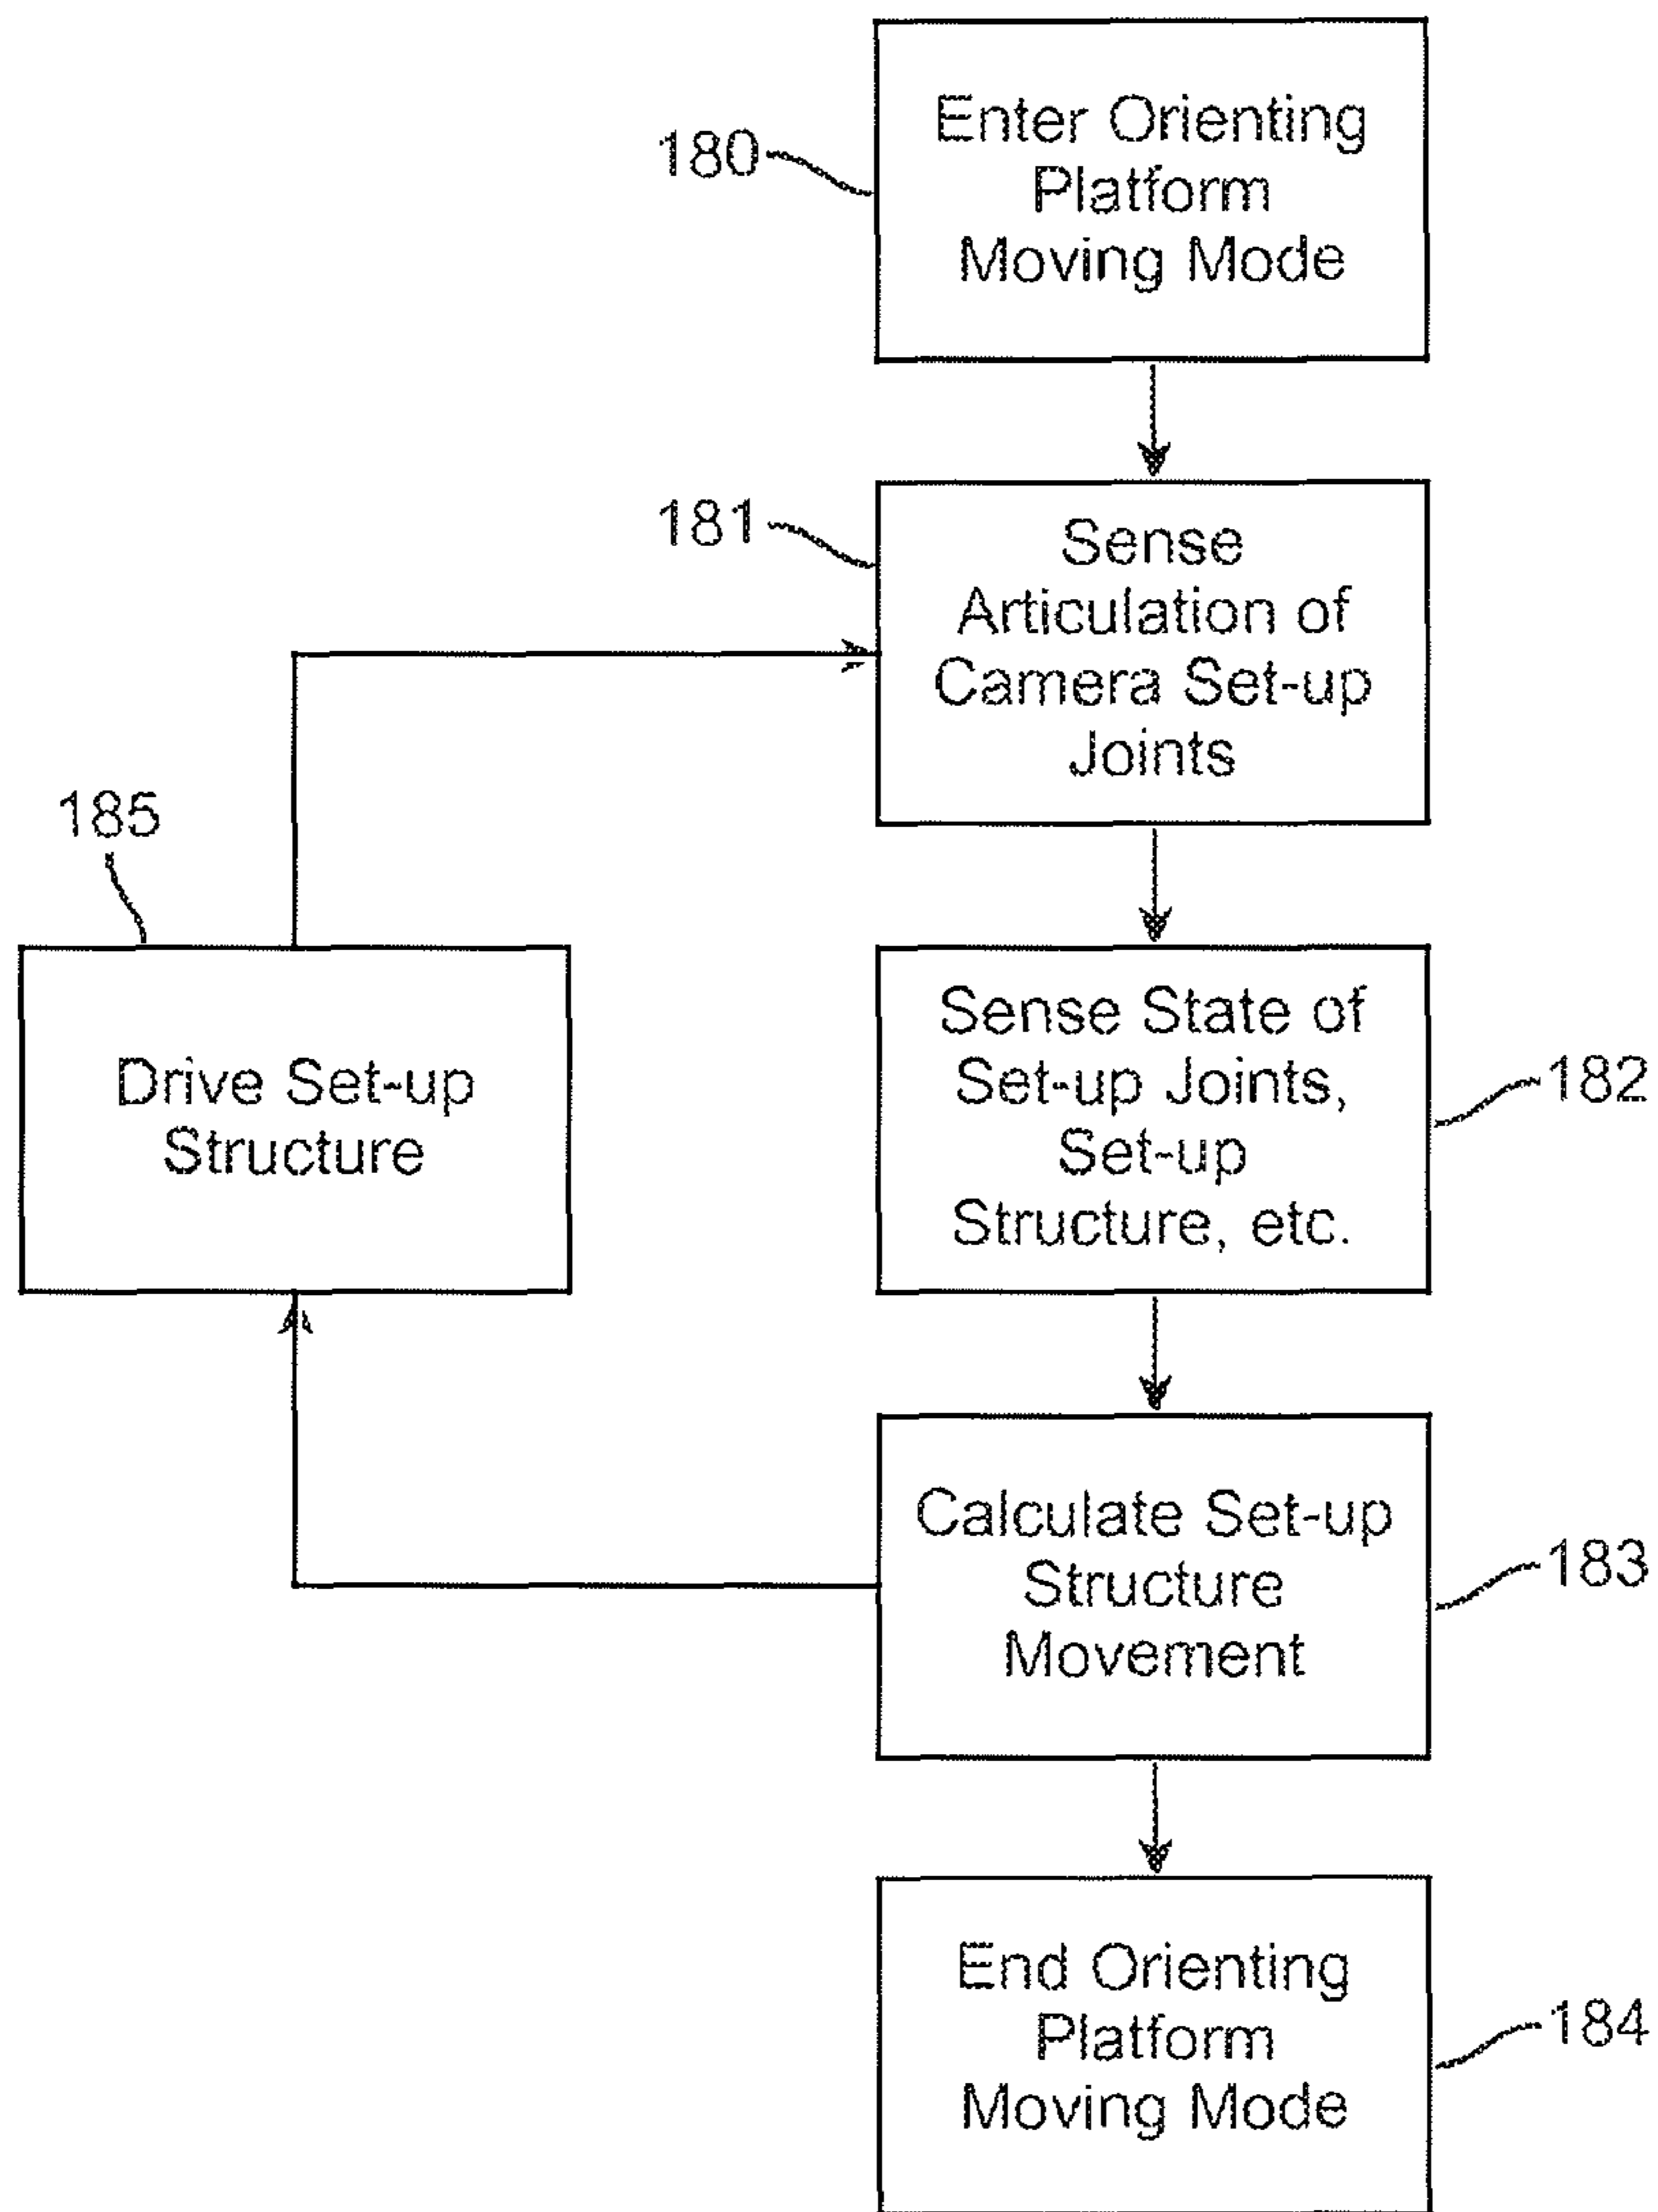 Enter Orienting
Platform
Moving Mode
180
181
Sense
Articulation of
Camera Set-up
Joints
185
Drive Set-up
Structure
Sense State of
Set-up Joints,
Set-up
Structure, etc.
182
Calculate Set-up
Structure
Movement
183
End Orienting
Platform
Moving Mode
184